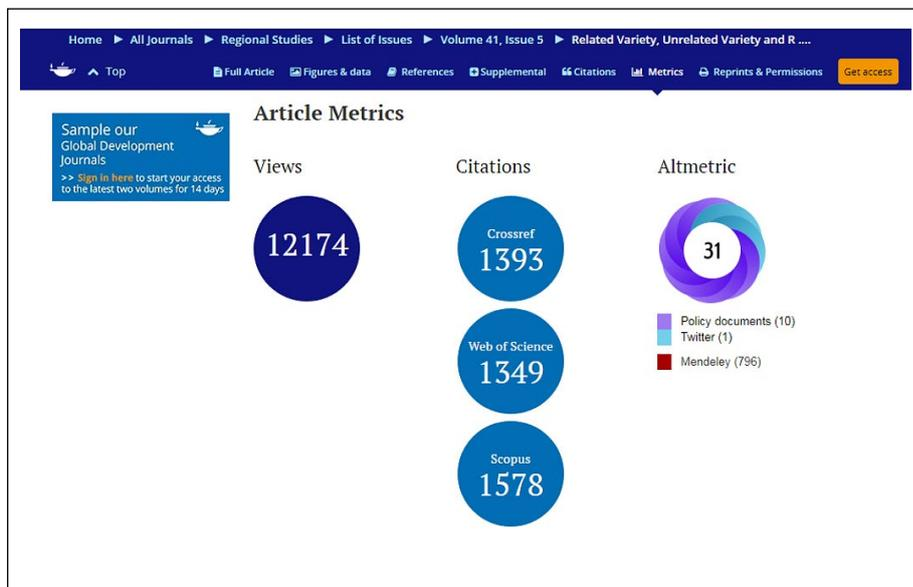 Home ► All Journals ► Regional Studies ► List of Issues ► Volume 41, Issue 5 ► Related Variety, Unrelated Variety and R ....
Top Full Article Figures & data References Supplemental Citations Metrics Reprints & Permissions Get access
Sample our
Global Development
Journals
>> Sign in here to start your access
to the latest two volumes for 14 days
Article Metrics
Views
12174
Citations
Crossref
1393
Web of Science
1349
Scopus
1578
Altmetric
31
Policy documents (10)
Twitter (1)
Mendeley (796)